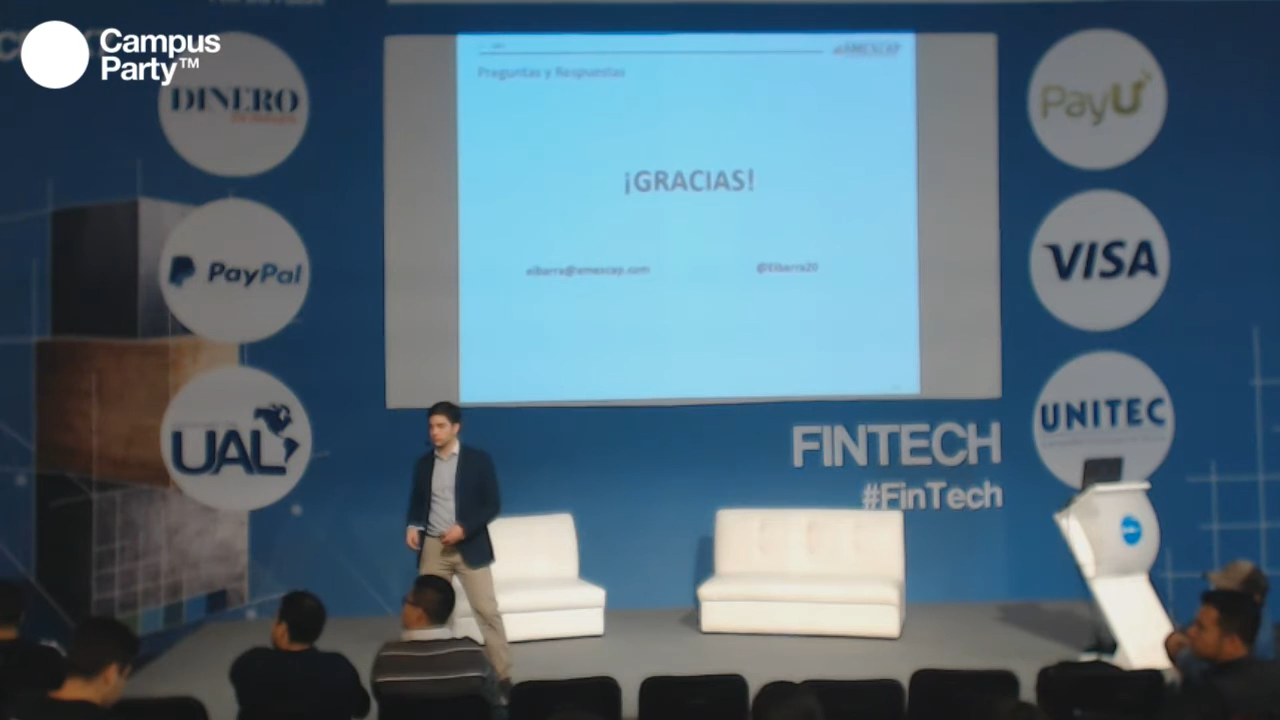 Campus
Party™
DINERO
PayPal
UAL
AMEXCAP
Preguntas y Respuestas
¡GRACIAS!
eibarra@amexcap.com
@EIbarra20
PayU
VISA
UNITEC
FINTECH
#FinTech